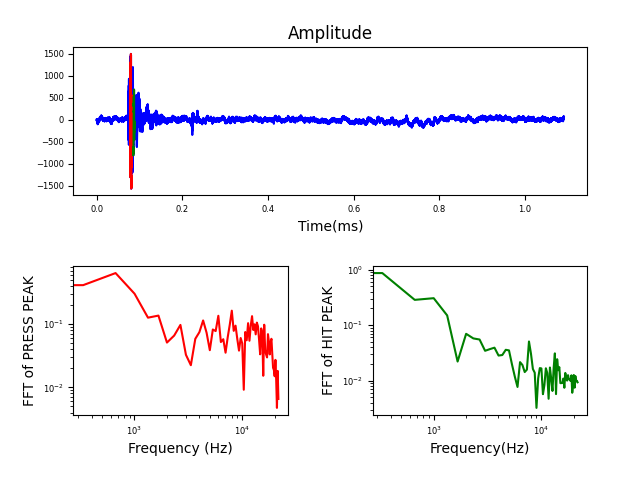 Amplitude
1500
1000
500
0
−500
−1000
−1500
0.0 0.2 0.4 0.6 0.8 1.0
Time(ms)
FFT of PRESS PEAK
10⁻¹
10⁻²
10³ 10⁴
Frequency (Hz)
FFT of HIT PEAK
10⁰
10⁻¹
10⁻²
10³ 10⁴
Frequency(Hz)